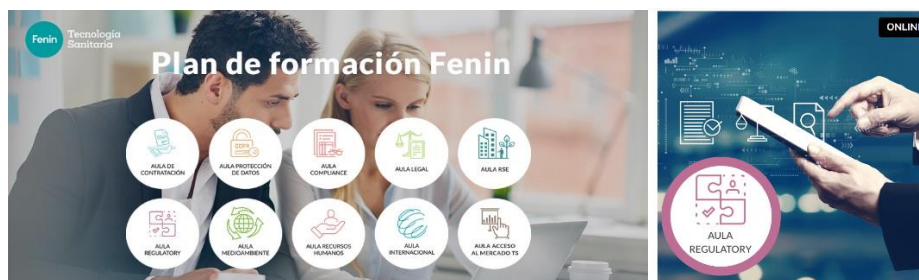 Fenin
Tecnología
Sanitaria
Plan de formación Fenin
AULA DE
CONTRATACIÓN
AULA PROTECCIÓN
DE DATOS
AULA
COMPLIANCE
AULA LEGAL
AULA RSE
AULA
REGULATORY
AULA
MEDIOAMBIENTE
AULA RECURSOS
HUMANOS
AULA
INTERNACIONAL
AULA ACCESO
AL MERCADO TS
ONLINE
AULA
REGULATORY